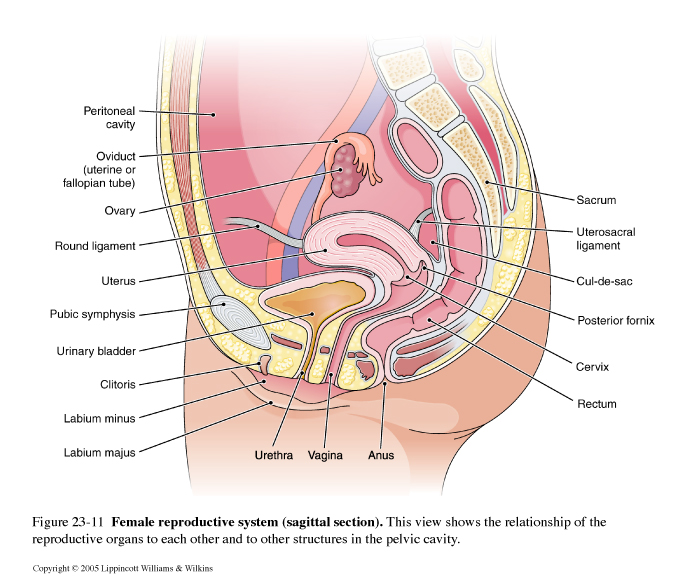 Peritoneal
cavity
Oviduct
(uterine or
fallopian tube)
Ovary
Round ligament
Uterus
Pubic symphysis
Urinary bladder
Clitoris
Labium minus
Labium majus
Urethra
Vagina
Anus
Sacrum
Uterosacral
ligament
Cul-de-sac
Posterior fornix
Cervix
Rectum
Figure 23-11 Female reproductive system (sagittal section). This view shows the relationship of the
reproductive organs to each other and to other structures in the pelvic cavity.
Copyright © 2005 Lippincott Williams & Wilkins